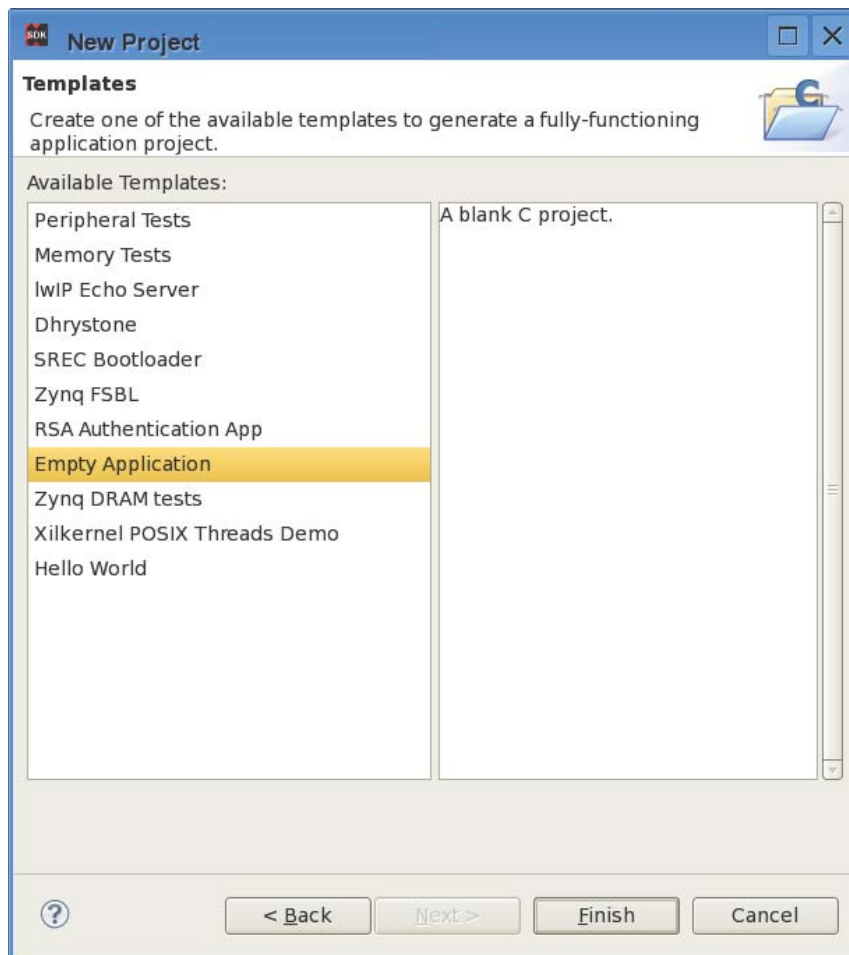 SDK
New Project
Templates
Create one of the available templates to generate a fully-functioning
application project.
C
Available Templates:
Peripheral Tests
A blank C project.
Memory Tests
lwIP Echo Server
Dhrystone
SREC Bootloader
Zynq FSBL
RSA Authentication App
Empty Application
Zynq DRAM tests
Xilkernel POSIX Threads Demo
Hello World
?
< Back
Next >
Finish
Cancel